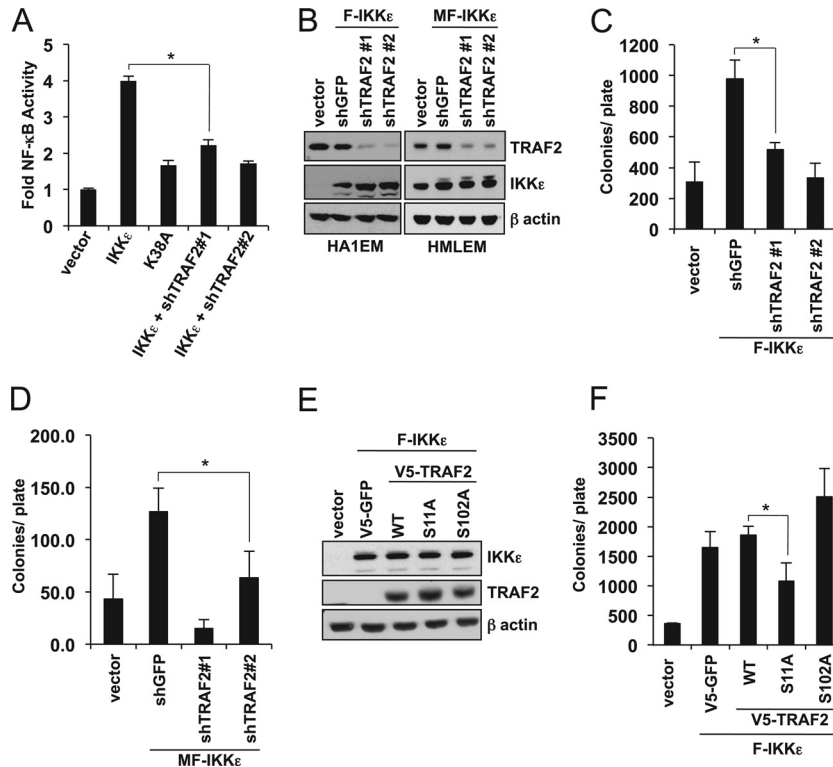 A
Fold NF-κB Activity
5
4
3
2
1
0
*
vector
IKKε
K38A
IKKε + shTRAF2#1
IKKε + shTRAF2#2
B
F-IKKε
MF-IKKε
vector
shGFP
shTRAF2 #1
shTRAF2 #2
vector
shGFP
shTRAF2 #1
shTRAF2 #2
TRAF2
IKKε
β actin
HA1EM
HMLEM
C
Colonies/ plate
1200
1000
800
600
400
200
0
*
vector
shGFP
shTRAF2 #1
shTRAF2 #2
F-IKKε
D
Colonies/ plate
200.0
150.0
100.0
50.0
0.0
*
vector
shGFP
shTRAF2#1
shTRAF2#2
MF-IKKε
E
F-IKKε
V5-TRAF2
vector
V5-GFP
WT
S11A
S102A
IKKε
TRAF2
β actin
F
Colonies/ plate
3500
3000
2500
2000
1500
1000
500
0
*
vector
V5-GFP
WT
S11A
S102A
V5-TRAF2
F-IKKε